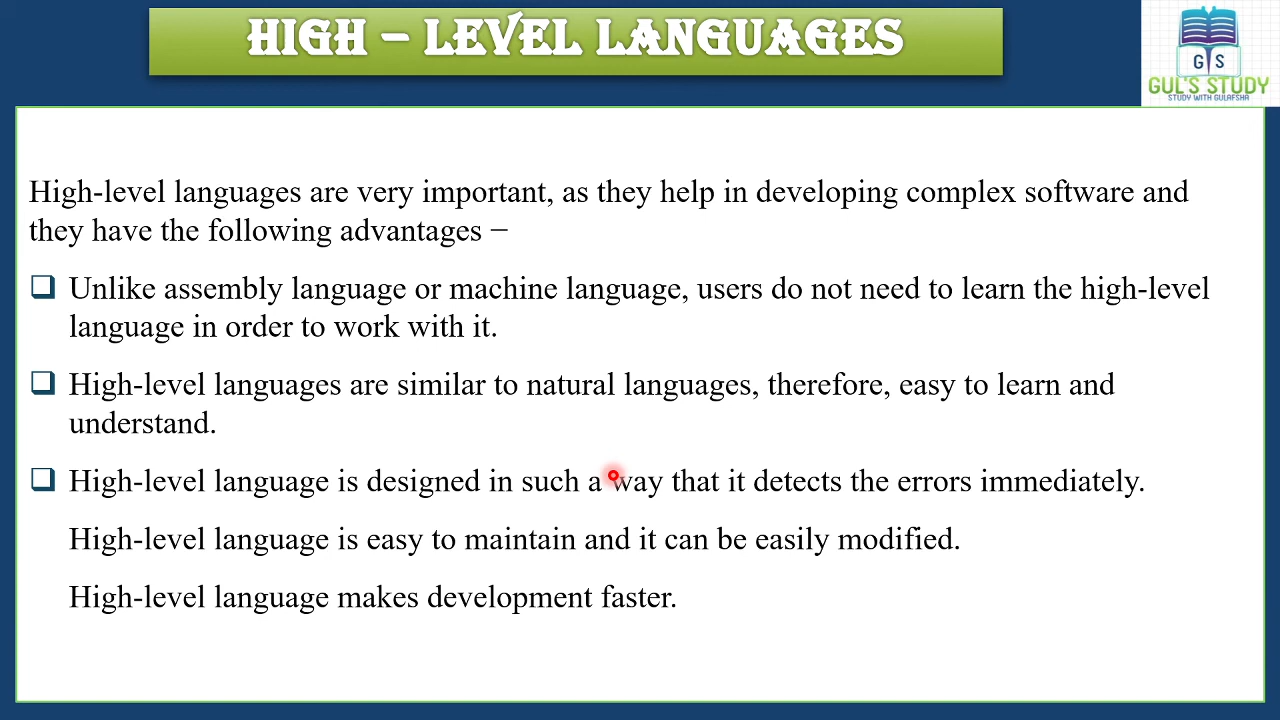 HIGH – LEVEL LANGUAGES
G S
GUL'S STUDY
STUDY WITH GULAFSHA
High-level languages are very important, as they help in developing complex software and
they have the following advantages −
❑ Unlike assembly language or machine language, users do not need to learn the high-level
language in order to work with it.
❑ High-level languages are similar to natural languages, therefore, easy to learn and
understand.
❑ High-level language is designed in such a way that it detects the errors immediately.
High-level language is easy to maintain and it can be easily modified.
High-level language makes development faster.